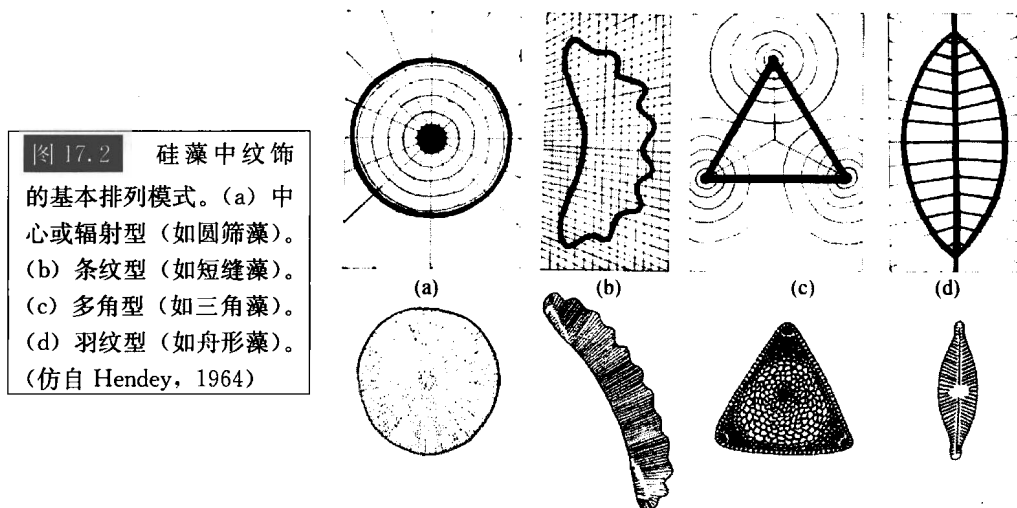 图 17.2 硅藻中纹饰
的基本排列模式。(a) 中
心或辐射型（如圆筛藻）。
(b) 条纹型（如短缝藻）。
(c) 多角型（如三角藻）。
(d) 羽纹型（如舟形藻）。
(仿自 Hendey, 1964)
(a) (b) (c) (d)